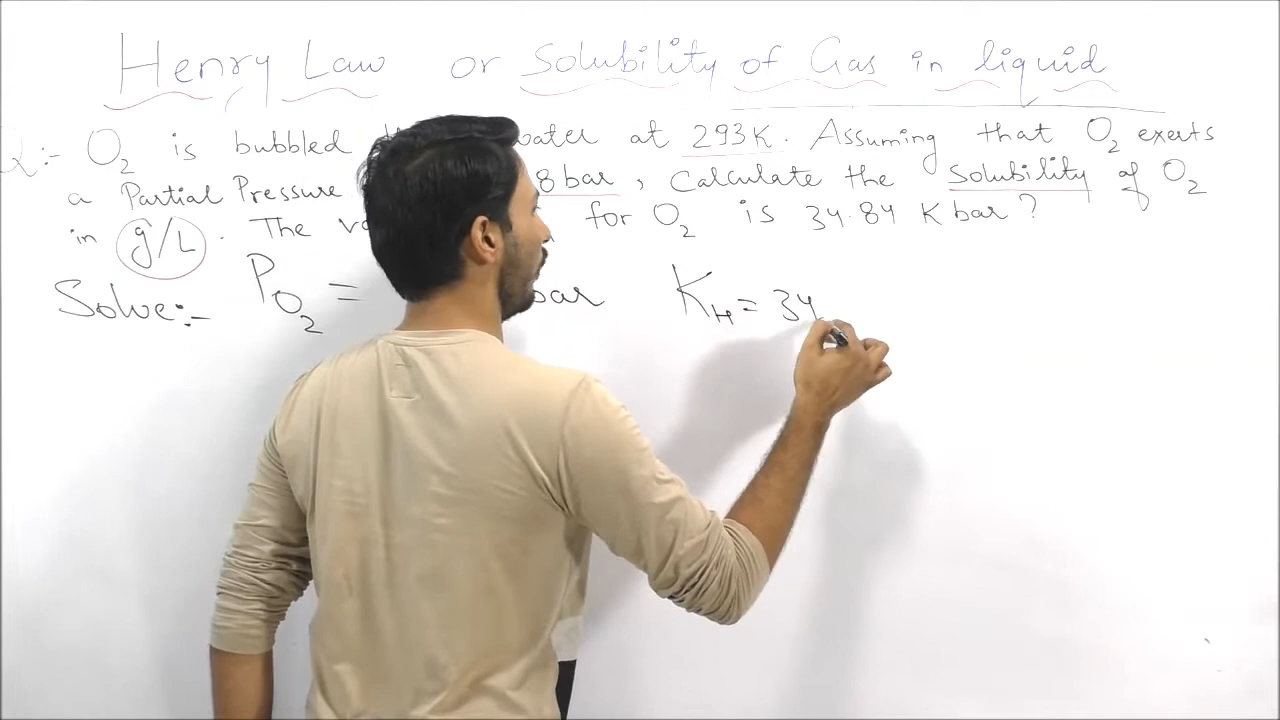 Henry Law or Solubility of Gas in liquid
:- O2 is bubbled water at 293K. Assuming that O2 exerts
a Partial Pressure 8 bar, Calculate the Solubility of O2
in g/L. The for O2 is 34.84 K bar?
Solve:- PO2 = bar KH = 34